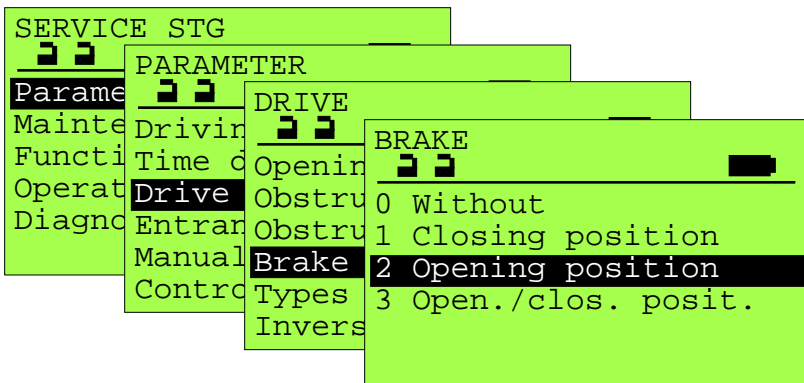 SERVICE STG
Parame
Mainte
Functi
Operat
Diagno
PARAMETER
Drivin
Time d
Drive
Entran
Manual
Contro
DRIVE
Openin
Obstru
Obstru
Brake
Types
Invers
BRAKE
0 Without
1 Closing position
2 Opening position
3 Open./clos. posit.